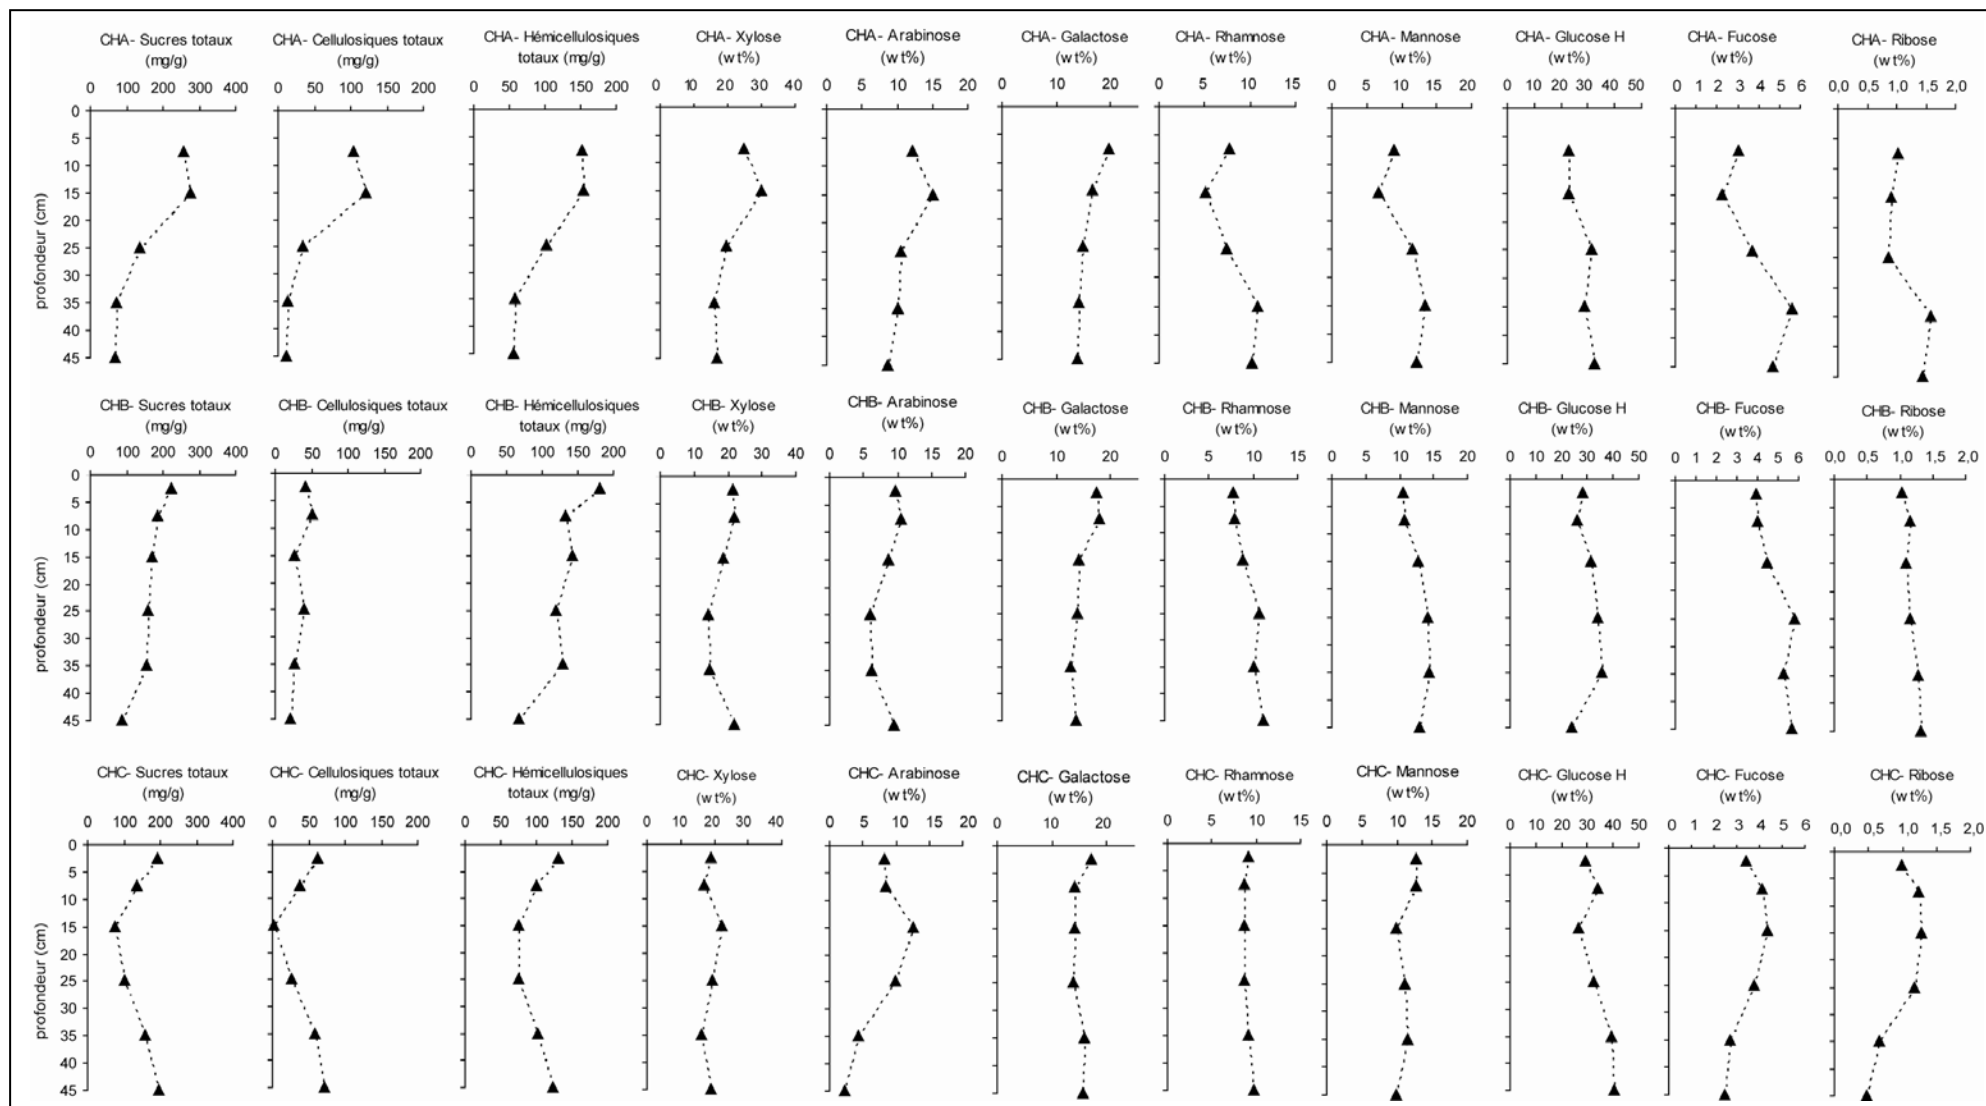 CHA- Sucres totaux
(mg/g)
0 100 200 300 400
CHA- Cellulosiques totaux
(mg/g)
0 50 100 150 200
CHA- Hémicellulosiques
totaux (mg/g)
0 50 100 150 200
CHA- Xylose
(wt%)
0 10 20 30 40
CHA- Arabinose
(wt%)
0 5 10 15 20
CHA- Galactose
(wt%)
0 10 20
CHA- Rhamnose
(wt%)
0 5 10 15
CHA- Mannose
(wt%)
0 5 10 15 20
CHA- Glucose H
(wt%)
0 10 20 30 40 50
CHA- Fucose
(wt%)
0 1 2 3 4 5 6
CHA- Ribose
(wt%)
0,0 0,5 1,0 1,5 2,0
profondeur (cm)
0
5
10
15
20
25
30
35
40
45
CHB- Sucres totaux
(mg/g)
0 100 200 300 400
CHB- Cellulosiques totaux
(mg/g)
0 50 100 150 200
CHB- Hémicellulosiques
totaux (mg/g)
0 50 100 150 200
CHB- Xylose
(wt%)
0 10 20 30 40
CHB- Arabinose
(wt%)
0 5 10 15 20
CHB- Galactose
(wt%)
0 10 20
CHB- Rhamnose
(wt%)
0 5 10 15
CHB- Mannose
(wt%)
0 5 10 15 20
CHB- Glucose H
(wt%)
0 10 20 30 40 50
CHB- Fucose
(wt%)
0 1 2 3 4 5 6
CHB- Ribose
(wt%)
0,0 0,5 1,0 1,5 2,0
profondeur (cm)
0
5
10
15
20
25
30
35
40
45
CHC- Sucres totaux
(mg/g)
0 100 200 300 400
CHC- Cellulosiques totaux
(mg/g)
0 50 100 150 200
CHC- Hémicellulosiques
totaux (mg/g)
0 50 100 150 200
CHC- Xylose
(wt%)
0 10 20 30 40
CHC- Arabinose
(wt%)
0 5 10 15 20
CHC- Galactose
(wt%)
0 10 20
CHC- Rhamnose
(wt%)
0 5 10 15
CHC- Mannose
(wt%)
0 5 10 15 20
CHC- Glucose H
(wt%)
0 10 20 30 40 50
CHC- Fucose
(wt%)
0 1 2 3 4 5 6
CHC- Ribose
(wt%)
0,0 0,5 1,0 1,5 2,0
profondeur (cm)
0
5
10
15
20
25
30
35
40
45